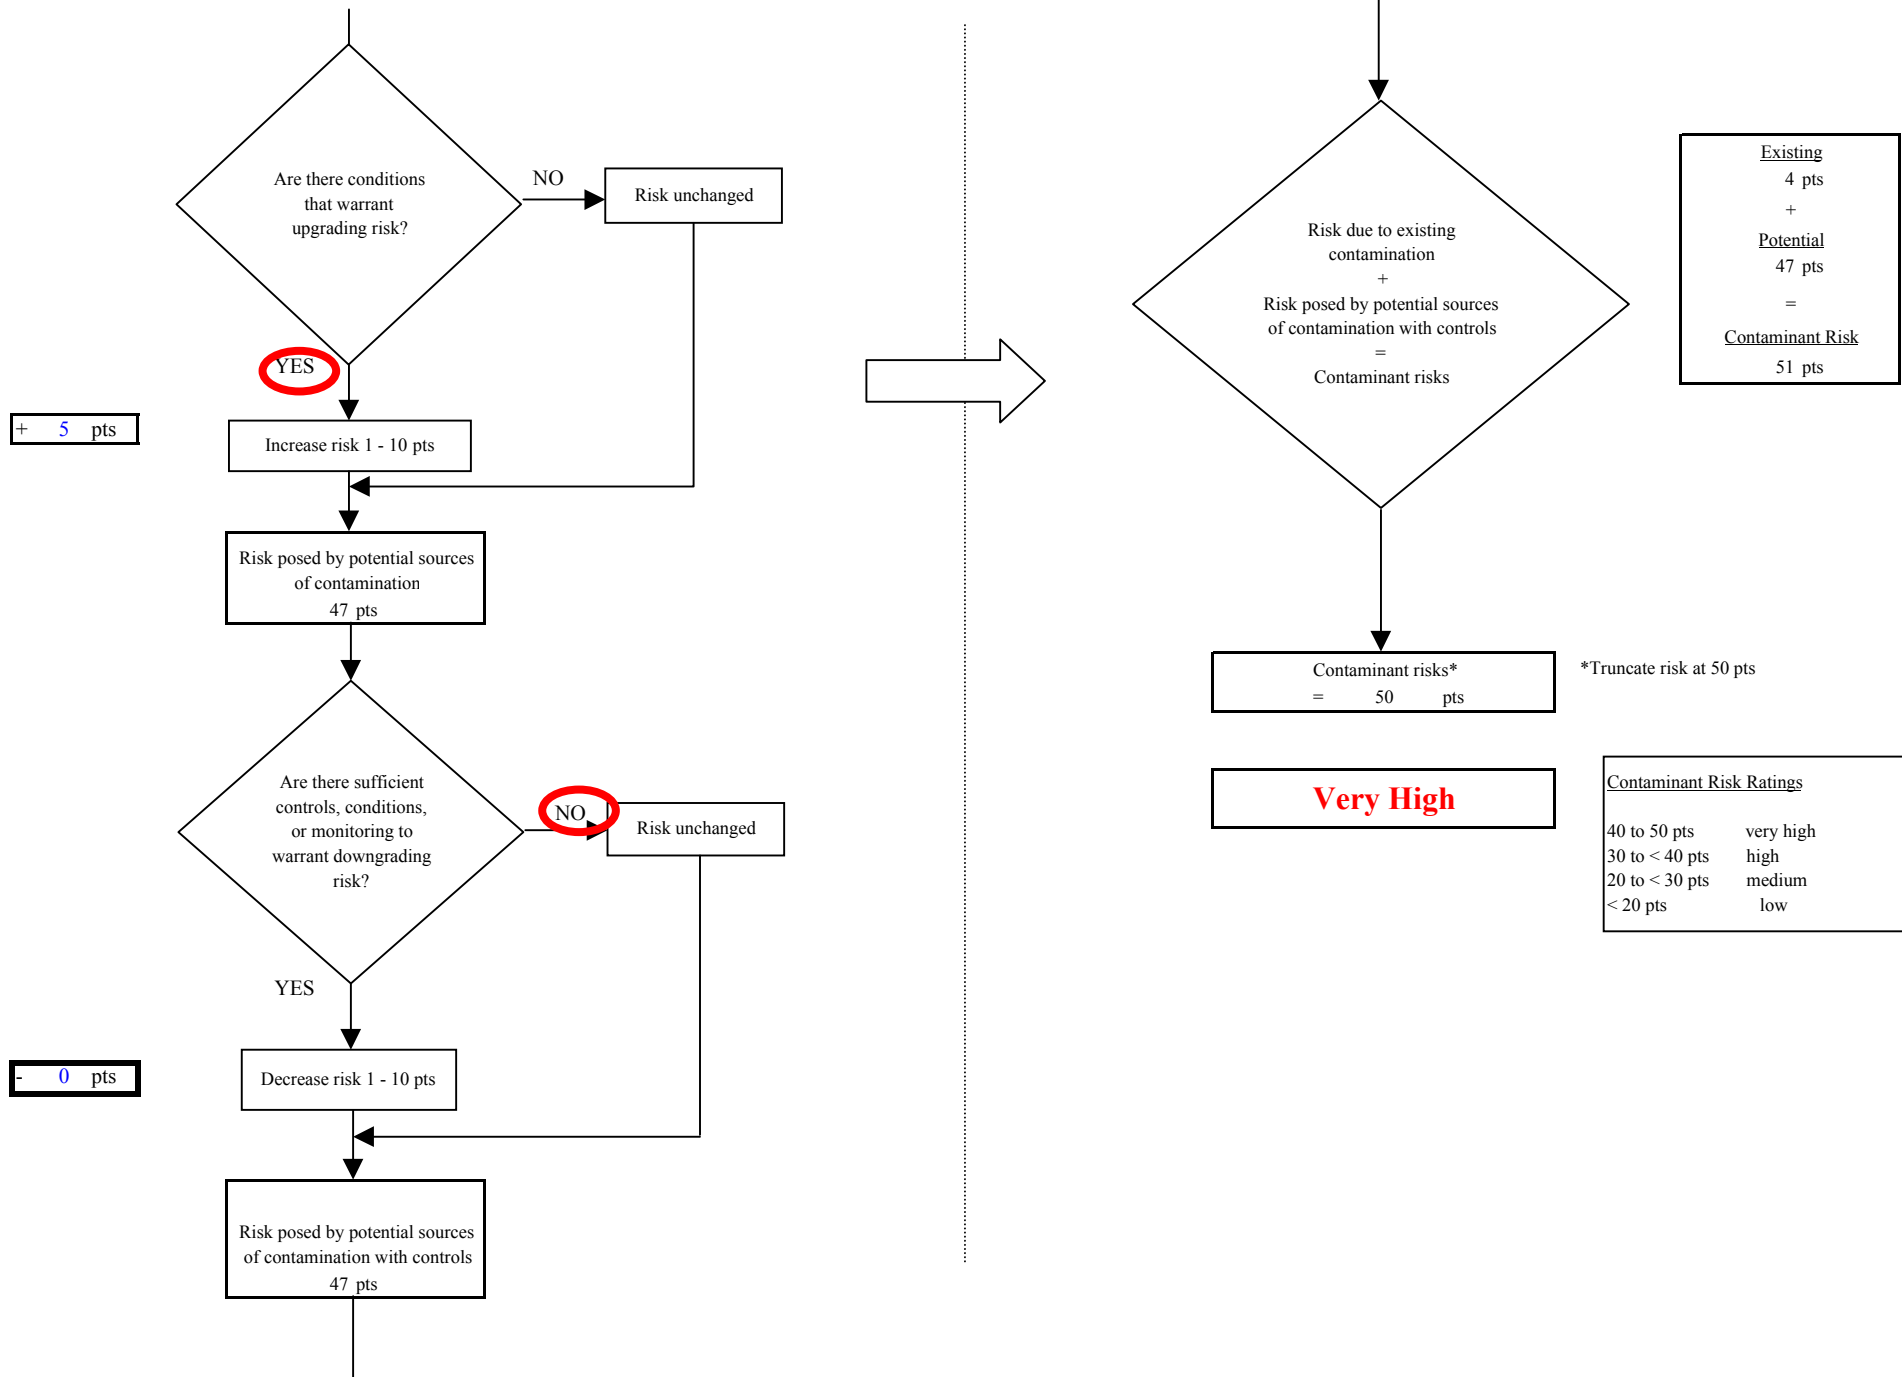 Are there conditions
that warrant
upgrading risk?
NO
Risk unchanged
YES
+ 5 pts
Increase risk 1 - 10 pts
Risk posed by potential sources
of contamination
47 pts
Are there sufficient
controls, conditions,
or monitoring to
warrant downgrading
risk?
NO
Risk unchanged
YES
- 0 pts
Decrease risk 1 - 10 pts
Risk posed by potential sources
of contamination with controls
47 pts
Risk due to existing
contamination
+
Risk posed by potential sources
of contamination with controls
=
Contaminant risks
Existing
4 pts
+
Potential
47 pts
=
Contaminant Risk
51 pts
Contaminant risks*
= 50 pts
*Truncate risk at 50 pts
Very High
Contaminant Risk Ratings
40 to 50 pts very high
30 to < 40 pts high
20 to < 30 pts medium
< 20 pts low